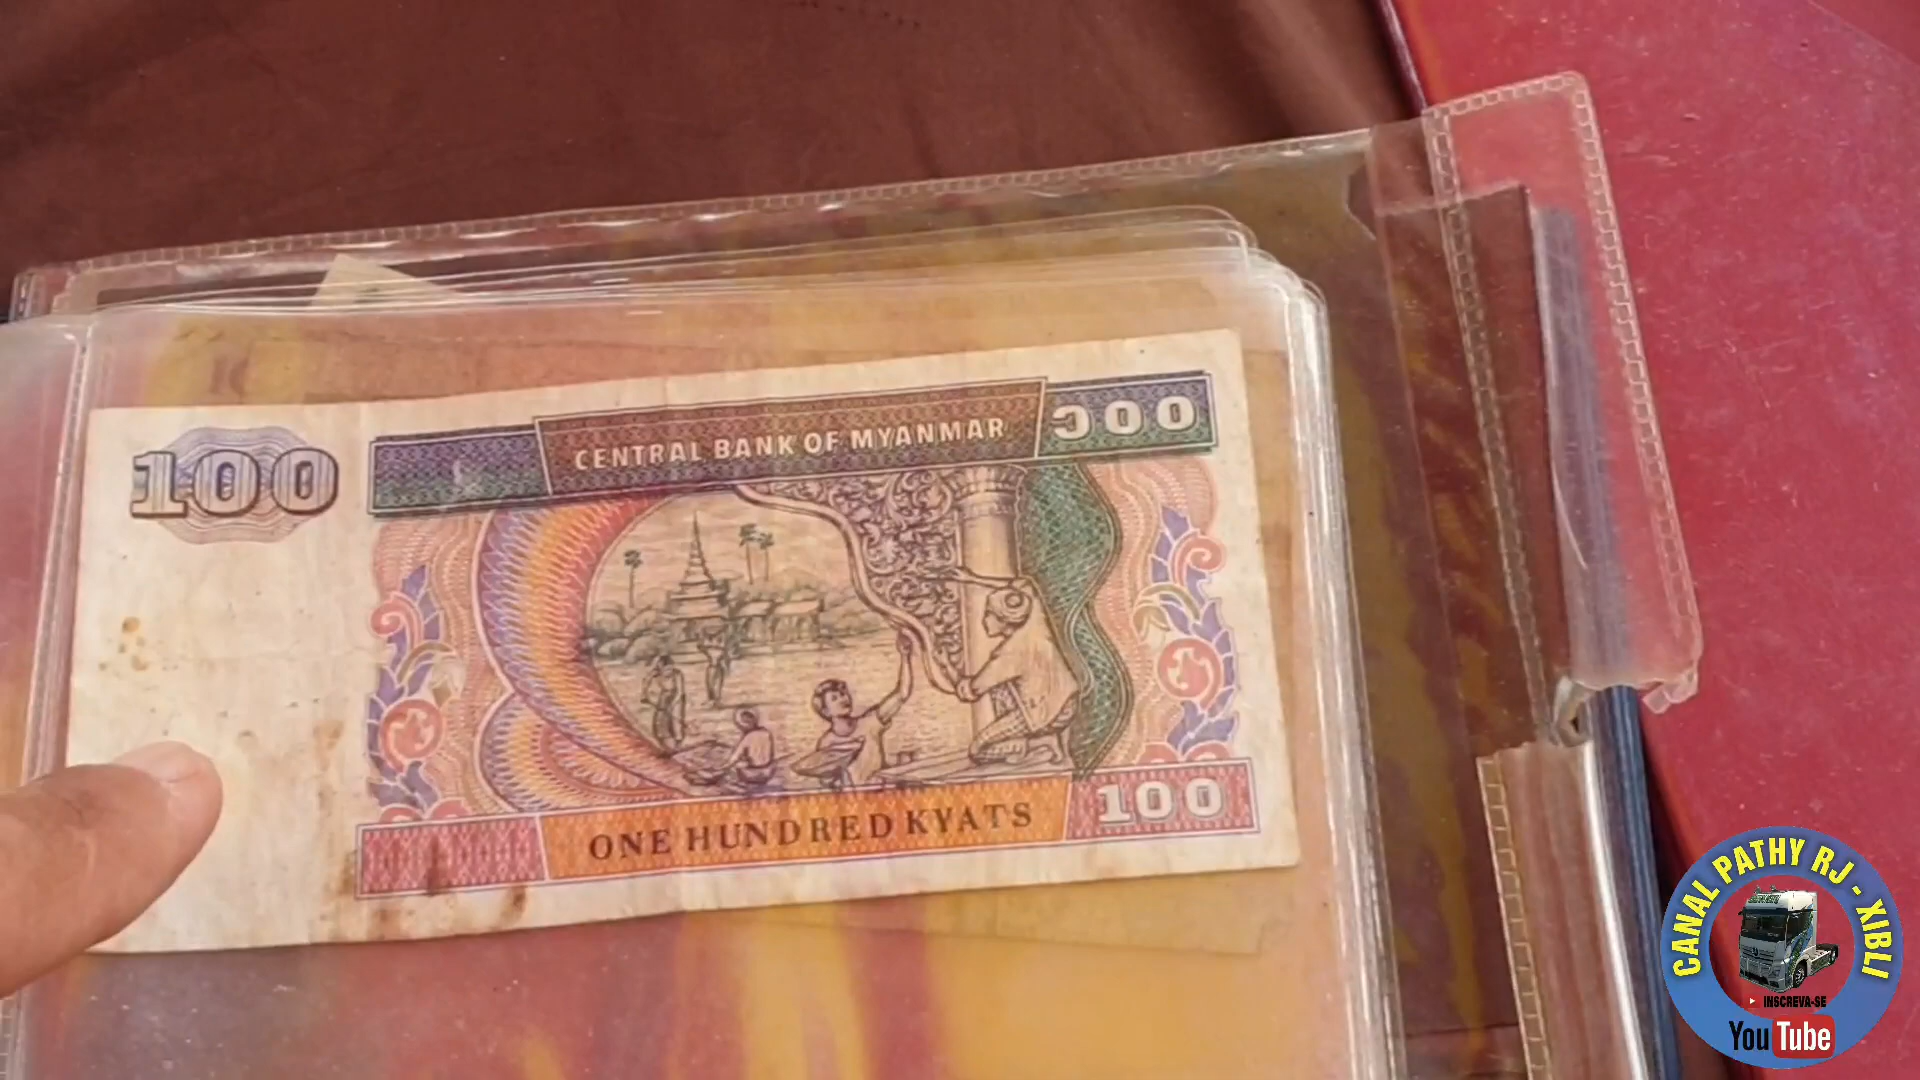 100
CENTRAL BANK OF MYANMAR
၁၀၀
ONE HUNDRED KYATS
100
CANAL PATHY RJ - XIBLI
INSCREVA-SE
YouTube